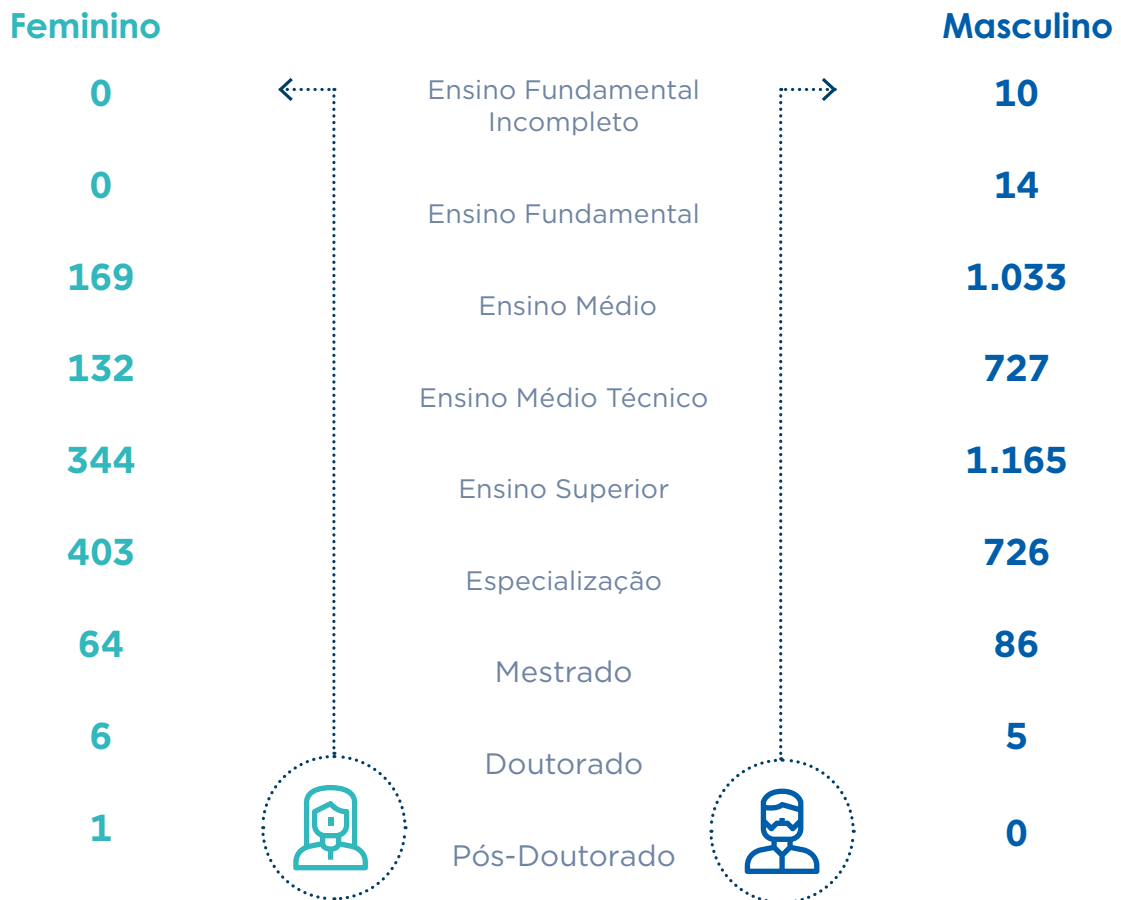 Feminino Masculino
0 Ensino Fundamental Incompleto 10
0 Ensino Fundamental 14
169 Ensino Médio 1.033
132 Ensino Médio Técnico 727
344 Ensino Superior 1.165
403 Especialização 726
64 Mestrado 86
6 Doutorado 5
1 Pós-Doutorado 0